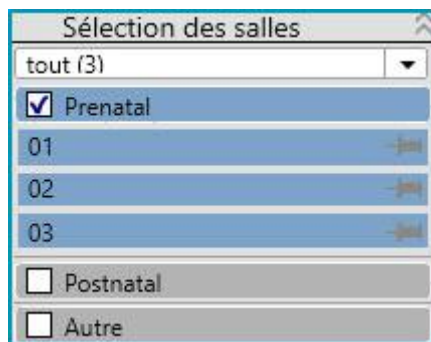 Sélection des salles
tout (3)
Prenatal
01
02
03
Postnatal
Autre